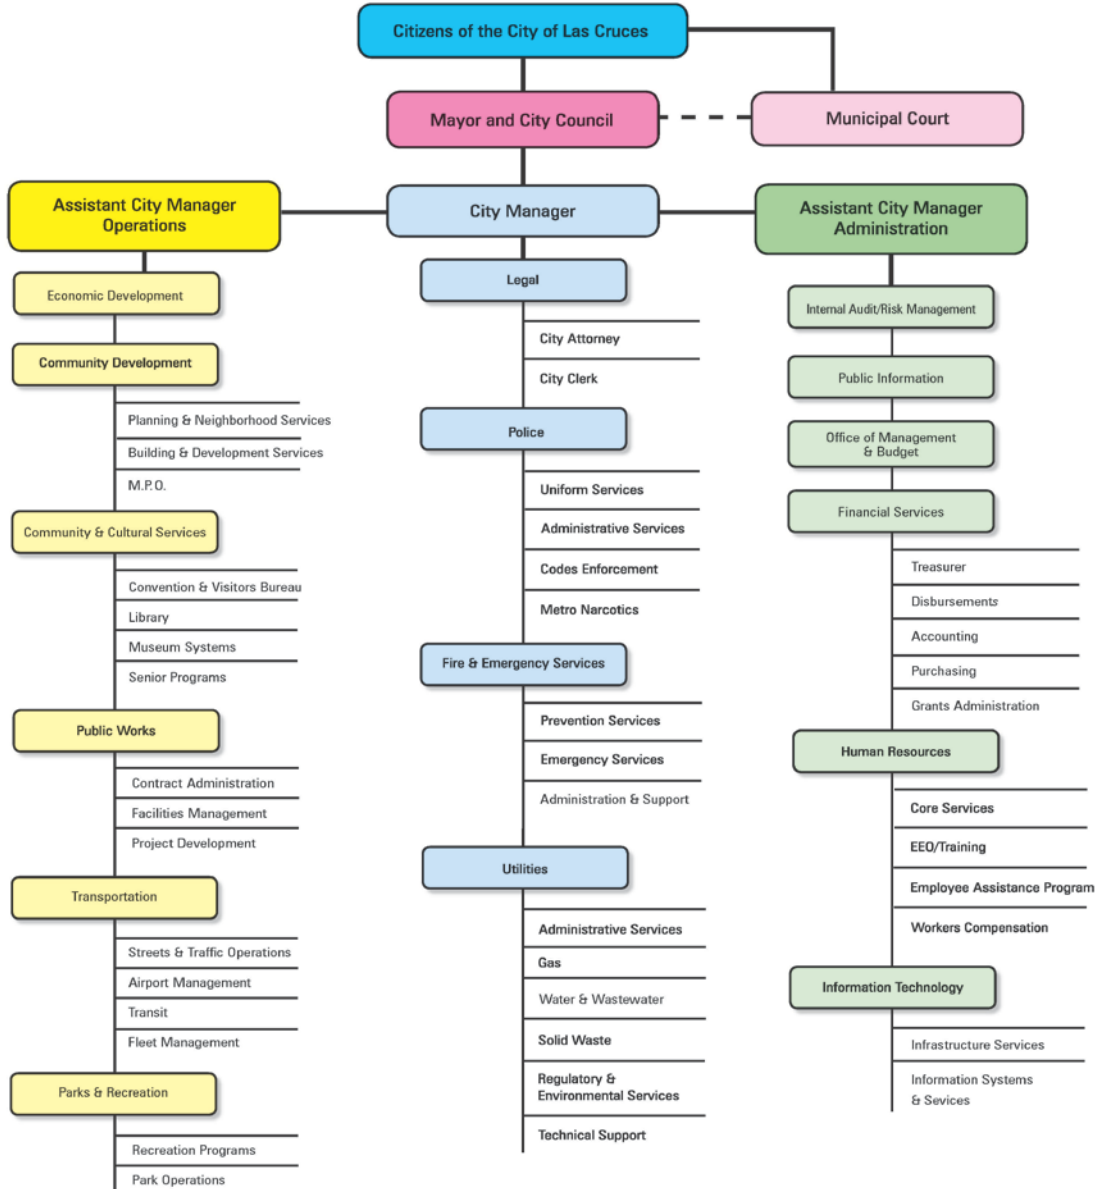 Citizens of the City of Las Cruces
Mayor and City Council
Municipal Court
Assistant City Manager
Operations
City Manager
Assistant City Manager
Administration
Economic Development
Community Development
Planning & Neighborhood Services
Building & Development Services
M.P.O.
Community & Cultural Services
Convention & Visitors Bureau
Library
Museum Systems
Senior Programs
Public Works
Contract Administration
Facilities Management
Project Development
Transportation
Streets & Traffic Operations
Airport Management
Transit
Fleet Management
Parks & Recreation
Recreation Programs
Park Operations
Legal
City Attorney
City Clerk
Police
Uniform Services
Administrative Services
Codes Enforcement
Metro Narcotics
Fire & Emergency Services
Prevention Services
Emergency Services
Administration & Support
Utilities
Administrative Services
Gas
Water & Wastewater
Solid Waste
Regulatory &
Environmental Services
Technical Support
Internal Audit/Risk Management
Public Information
Office of Management
& Budget
Financial Services
Treasurer
Disbursements
Accounting
Purchasing
Grants Administration
Human Resources
Core Services
EEO/Training
Employee Assistance Program
Workers Compensation
Information Technology
Infrastructure Services
Information Systems
& Sevices